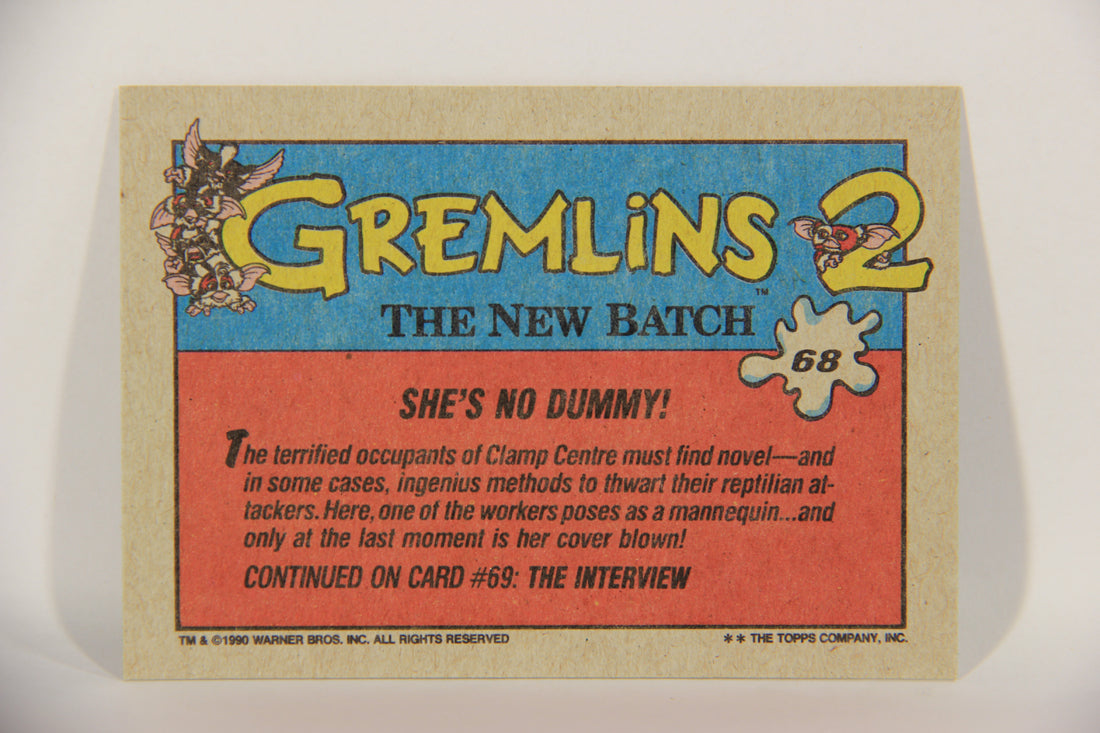 GREMLiNS 2
™
THE NEW BATCH
68
SHE'S NO DUMMY!
The terrified occupants of Clamp Centre must find novel—and
in some cases, ingenius methods to thwart their reptilian at-
tackers. Here, one of the workers poses as a mannequin...and
only at the last moment is her cover blown!
CONTINUED ON CARD #69: THE INTERVIEW
TM & ©1990 WARNER BROS. INC. ALL RIGHTS RESERVED
** THE TOPPS COMPANY, INC.